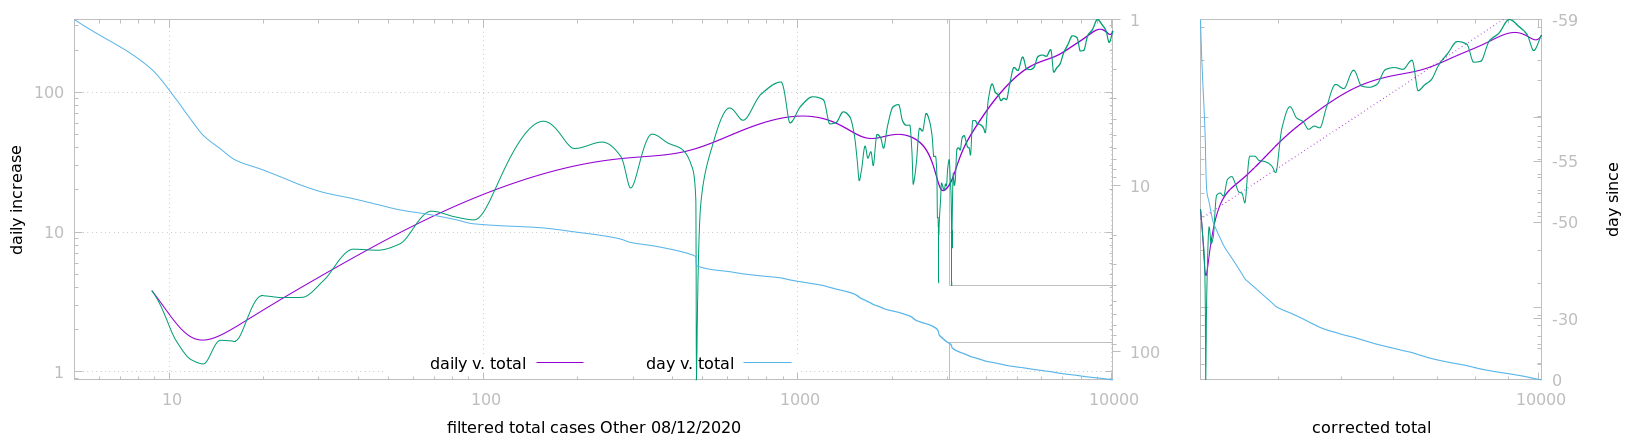 daily increase
100
10
1
10
100
1000
10000
filtered total cases Other 08/12/2020
daily v. total
day v. total
1
10
100
-59
-55
-50
-30
0
day since
10000
corrected total